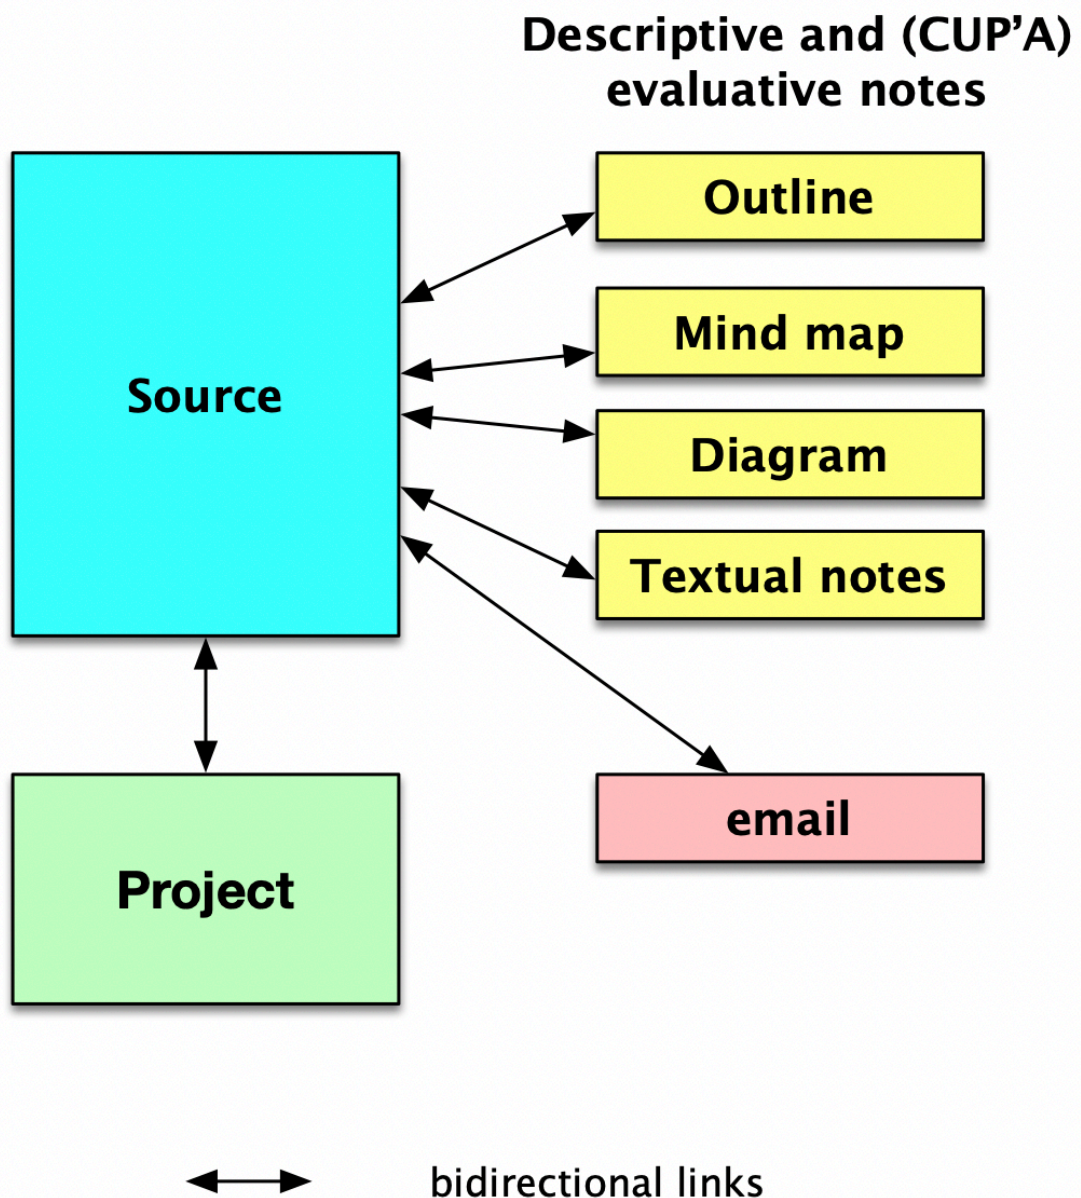 Descriptive and (CUP’A)
evaluative notes
Outline
Mind map
Source
Diagram
Textual notes
email
Project
bidirectional links